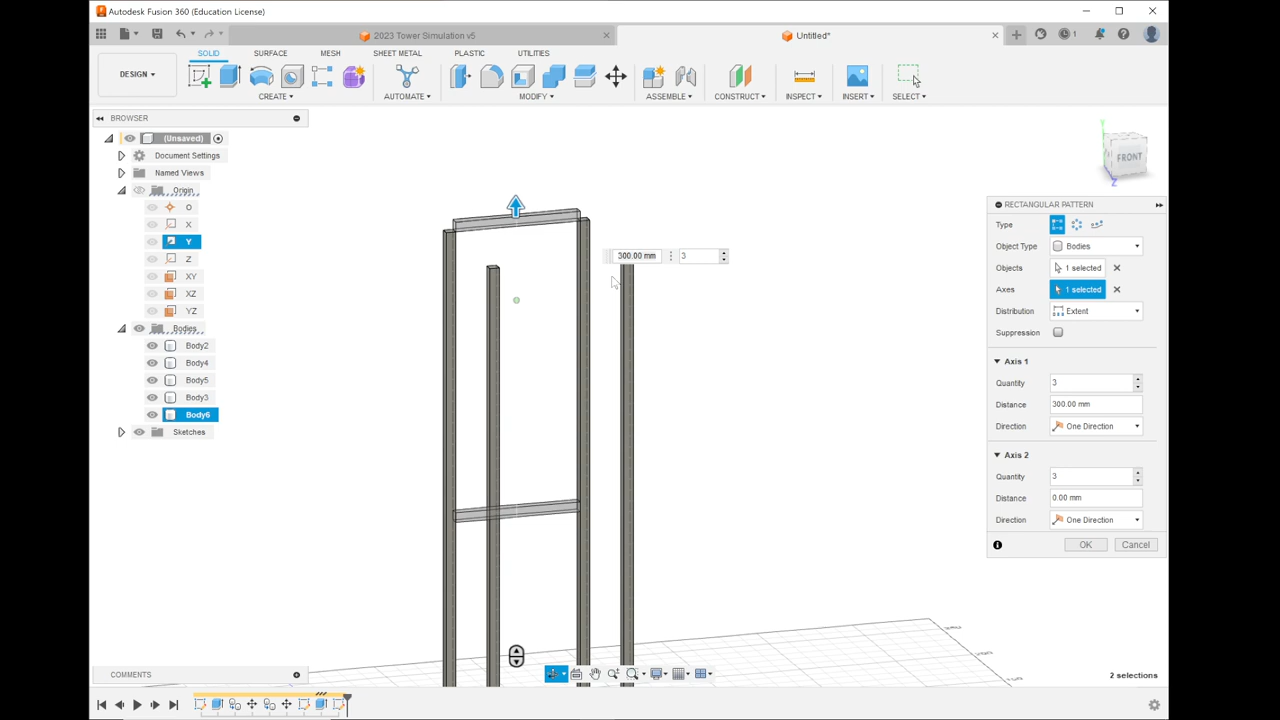 Autodesk Fusion 360 (Education License)
2023 Tower Simulation v5
Untitled*
1
DESIGN
SOLID SURFACE MESH SHEET METAL PLASTIC UTILITIES
CREATE AUTOMATE MODIFY ASSEMBLE CONSTRUCT INSPECT INSERT SELECT
BROWSER
(Unsaved)
Document Settings
Named Views
Origin
O
X
Y
Z
XY
XZ
YZ
Bodies
Body2
Body4
Body5
Body3
Body6
Sketches
300.00 mm 3
Y
FRONT
Z
RECTANGULAR PATTERN
Type
Object Type Bodies
Objects 1 selected
Axes 1 selected
Distribution Extent
Suppression
Axis 1
Quantity 3
Distance 300.00 mm
Direction One Direction
Axis 2
Quantity 3
Distance 0.00 mm
Direction One Direction
OK Cancel
COMMENTS
2 selections